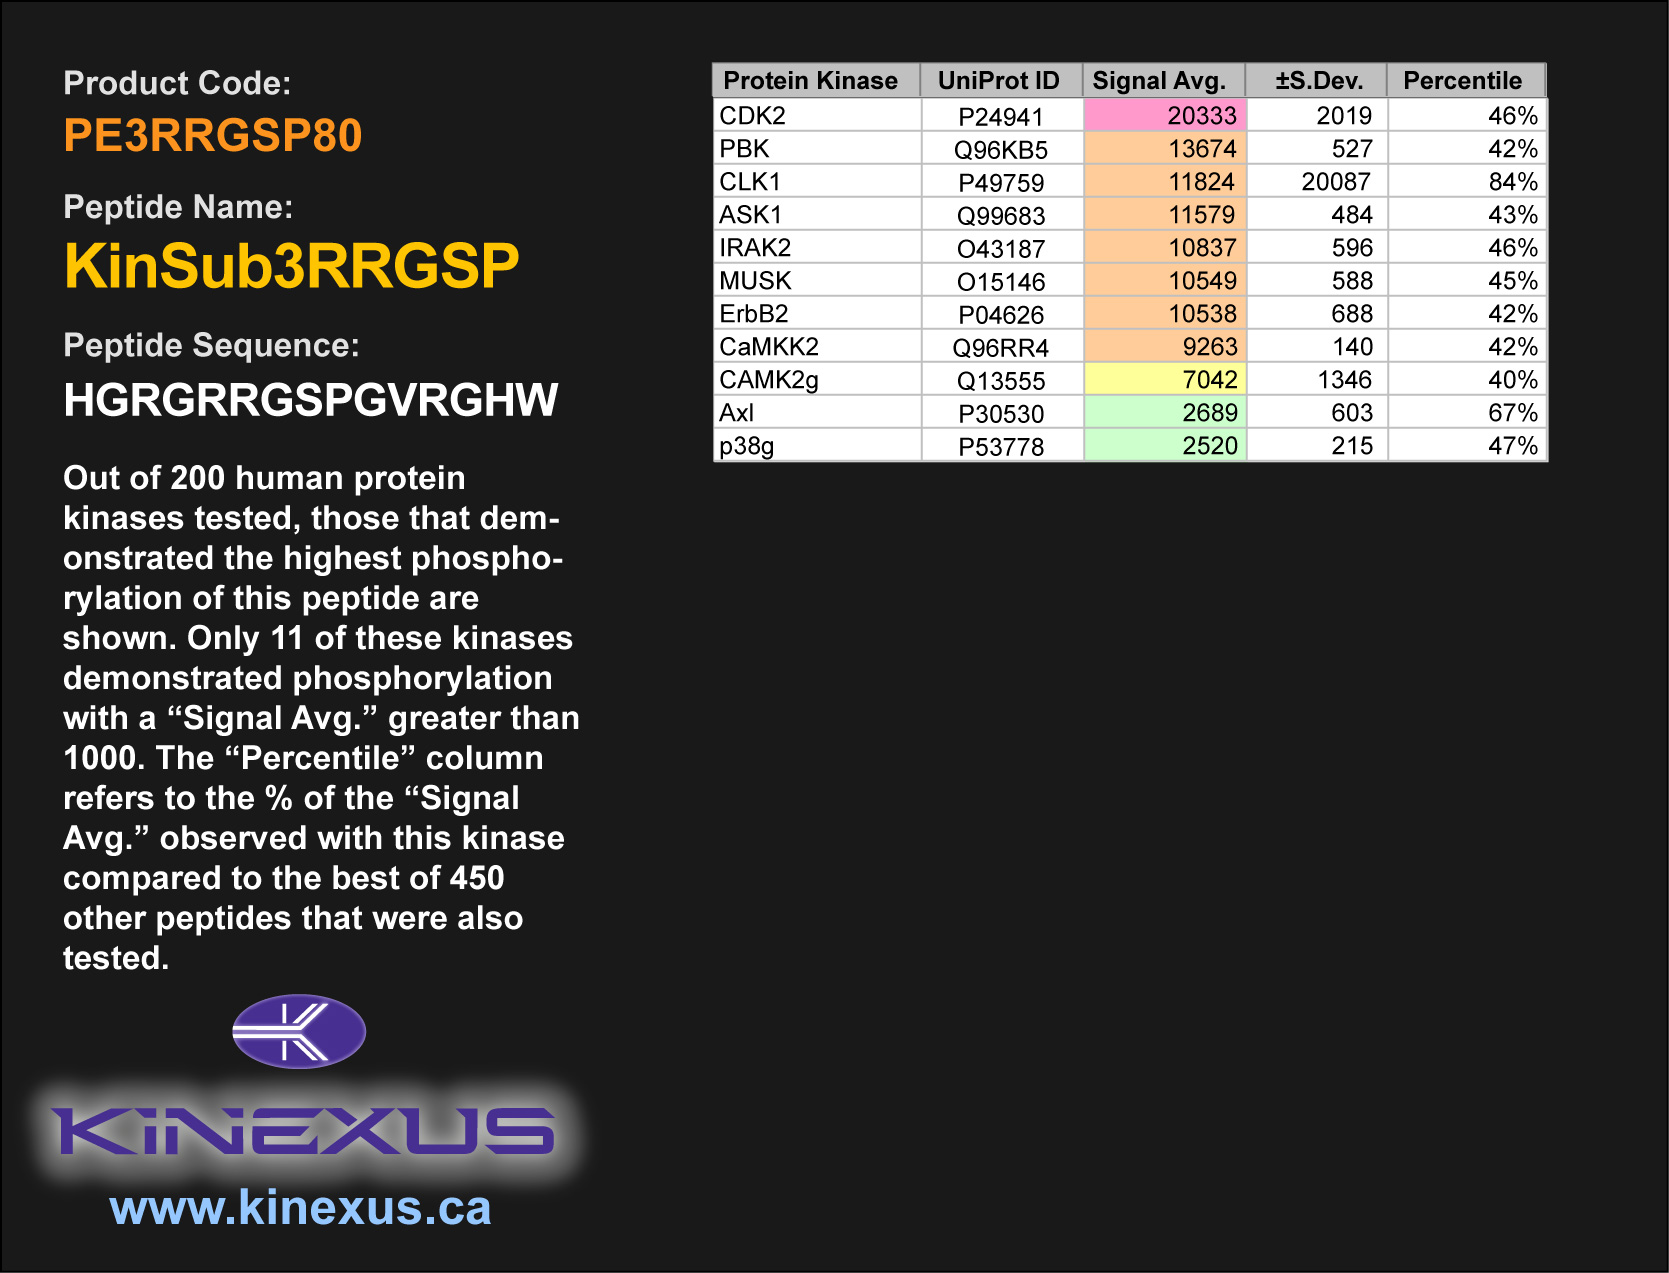 Product Code:
PE3RRGSP80
Peptide Name:
KinSub3RRGSP
Peptide Sequence:
HGRGRRGSPGVRGHW
Out of 200 human protein
kinases tested, those that dem-
onstrated the highest phospho-
rylation of this peptide are
shown. Only 11 of these kinases
demonstrated phosphorylation
with a “Signal Avg.” greater than
1000. The “Percentile” column
refers to the % of the “Signal
Avg.” observed with this kinase
compared to the best of 450
other peptides that were also
tested.
KINEXUS
www.kinexus.ca
Protein Kinase UniProt ID Signal Avg. ±S.Dev. Percentile
CDK2 P24941 20333 2019 46%
PBK Q96KB5 13674 527 42%
CLK1 P49759 11824 20087 84%
ASK1 Q99683 11579 484 43%
IRAK2 O43187 10837 596 46%
MUSK O15146 10549 588 45%
ErbB2 P04626 10538 688 42%
CaMKK2 Q96RR4 9263 140 42%
CAMK2g Q13555 7042 1346 40%
Axl P30530 2689 603 67%
p38g P53778 2520 215 47%